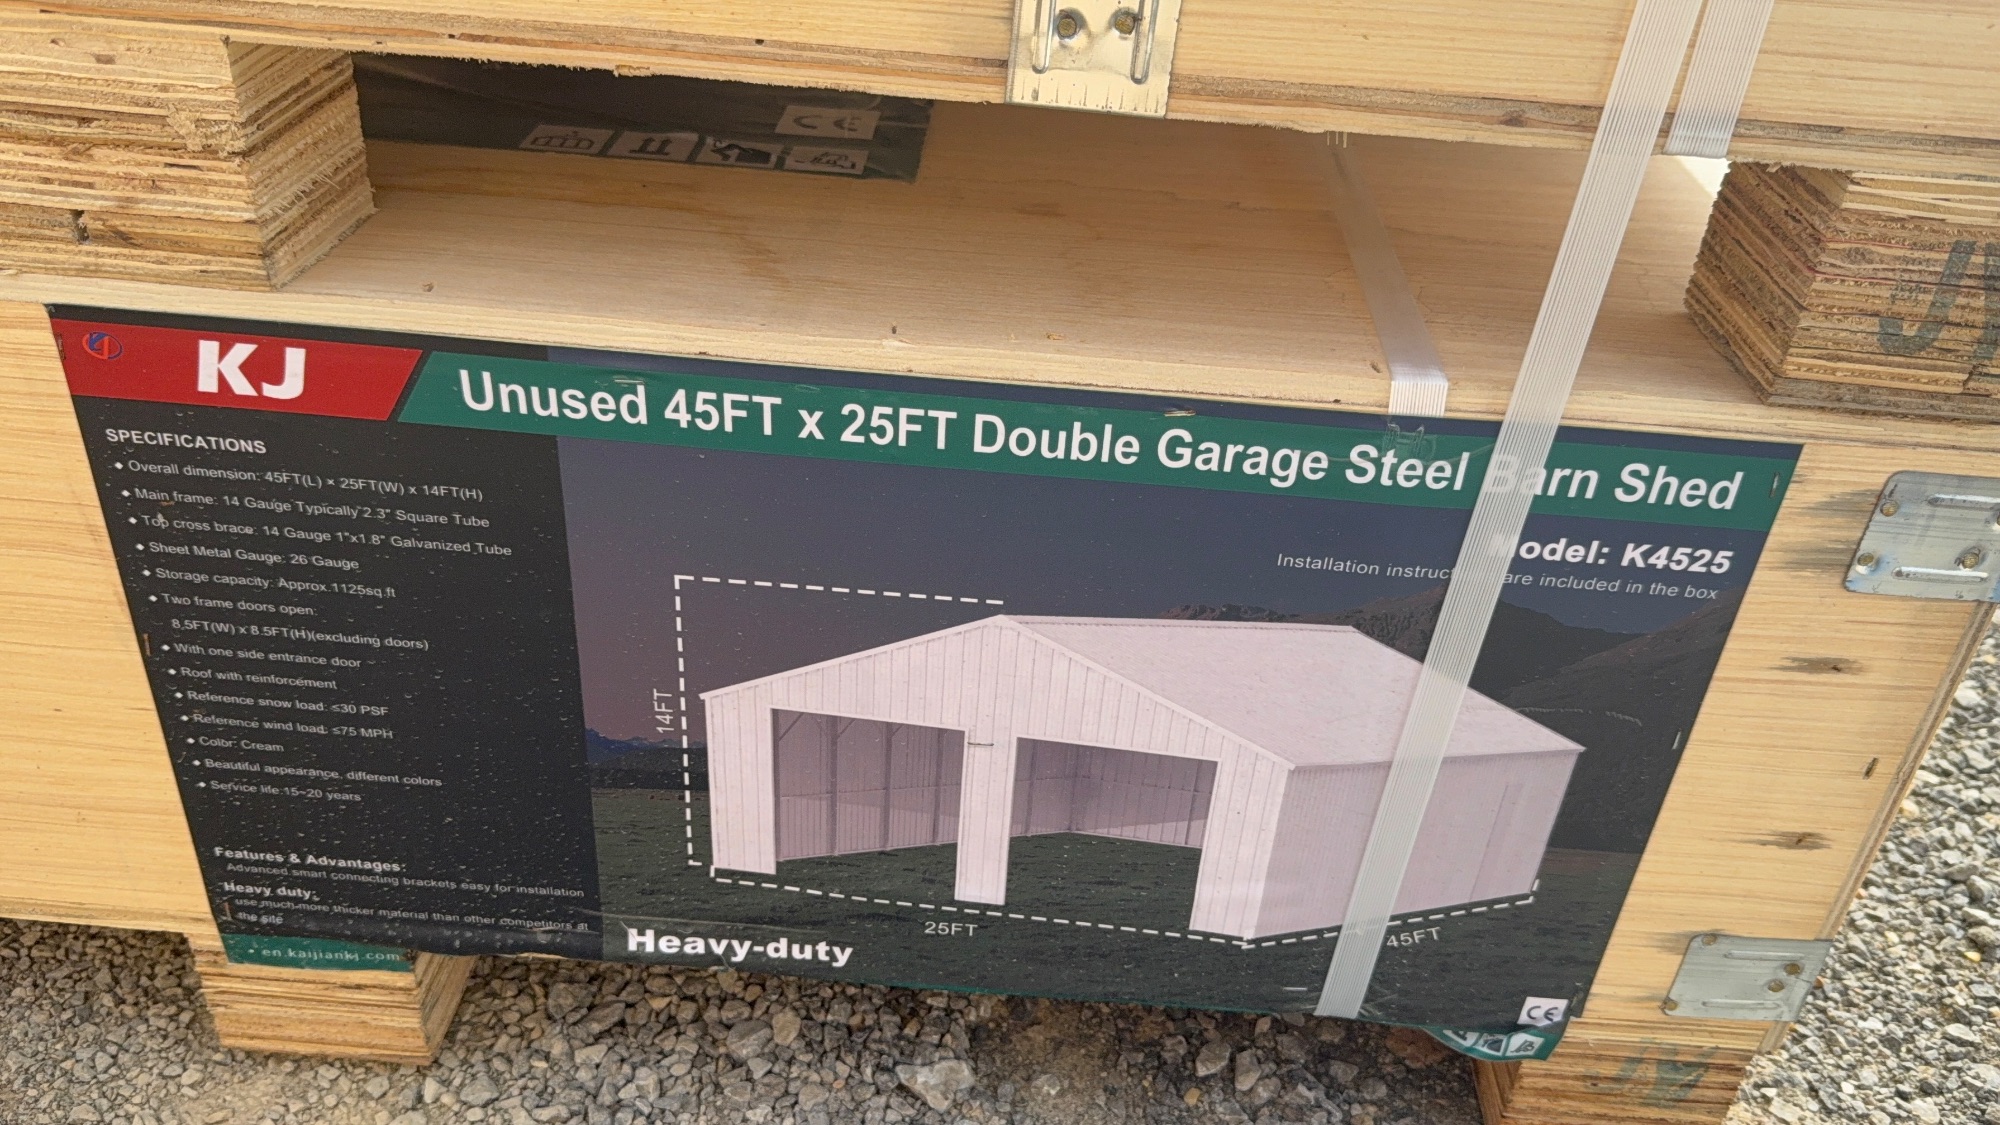 CE
KJ
Unused 45FT x 25FT Double Garage Steel Barn Shed
Model: K4525
Installation are included in the box
SPECIFICATIONS
◆ Overall dimension: 45FT(L) × 25FT(W) x 14FT(H)
◆ Main frame: 14 Gauge Typically 2.3" Square Tube
◆ Top cross brace: 14 Gauge 1"x1.8" Galvanized Tube
◆ Sheet Metal Gauge: 26 Gauge
◆ Storage capacity: Approx.1125sq.ft
◆ Two frame doors open:
8.5FT(W) x 8.5FT(H)(excluding doors)
◆ With one side entrance door
◆ Roof with reinforcement
◆ Reference snow load: ≤30 PSF
◆ Reference wind load: ≤75 MPH
◆ Color: Cream
◆ Beautiful appearance, different colors
◆ Service life:15~20 years
Features & Advantages:
Advanced smart connecting brackets easy for installation
Heavy duty:
use much more thicker material than other competitors at
the site
• en.kaijiankj.com
14FT
25FT
45FT
Heavy-duty
CE
JY